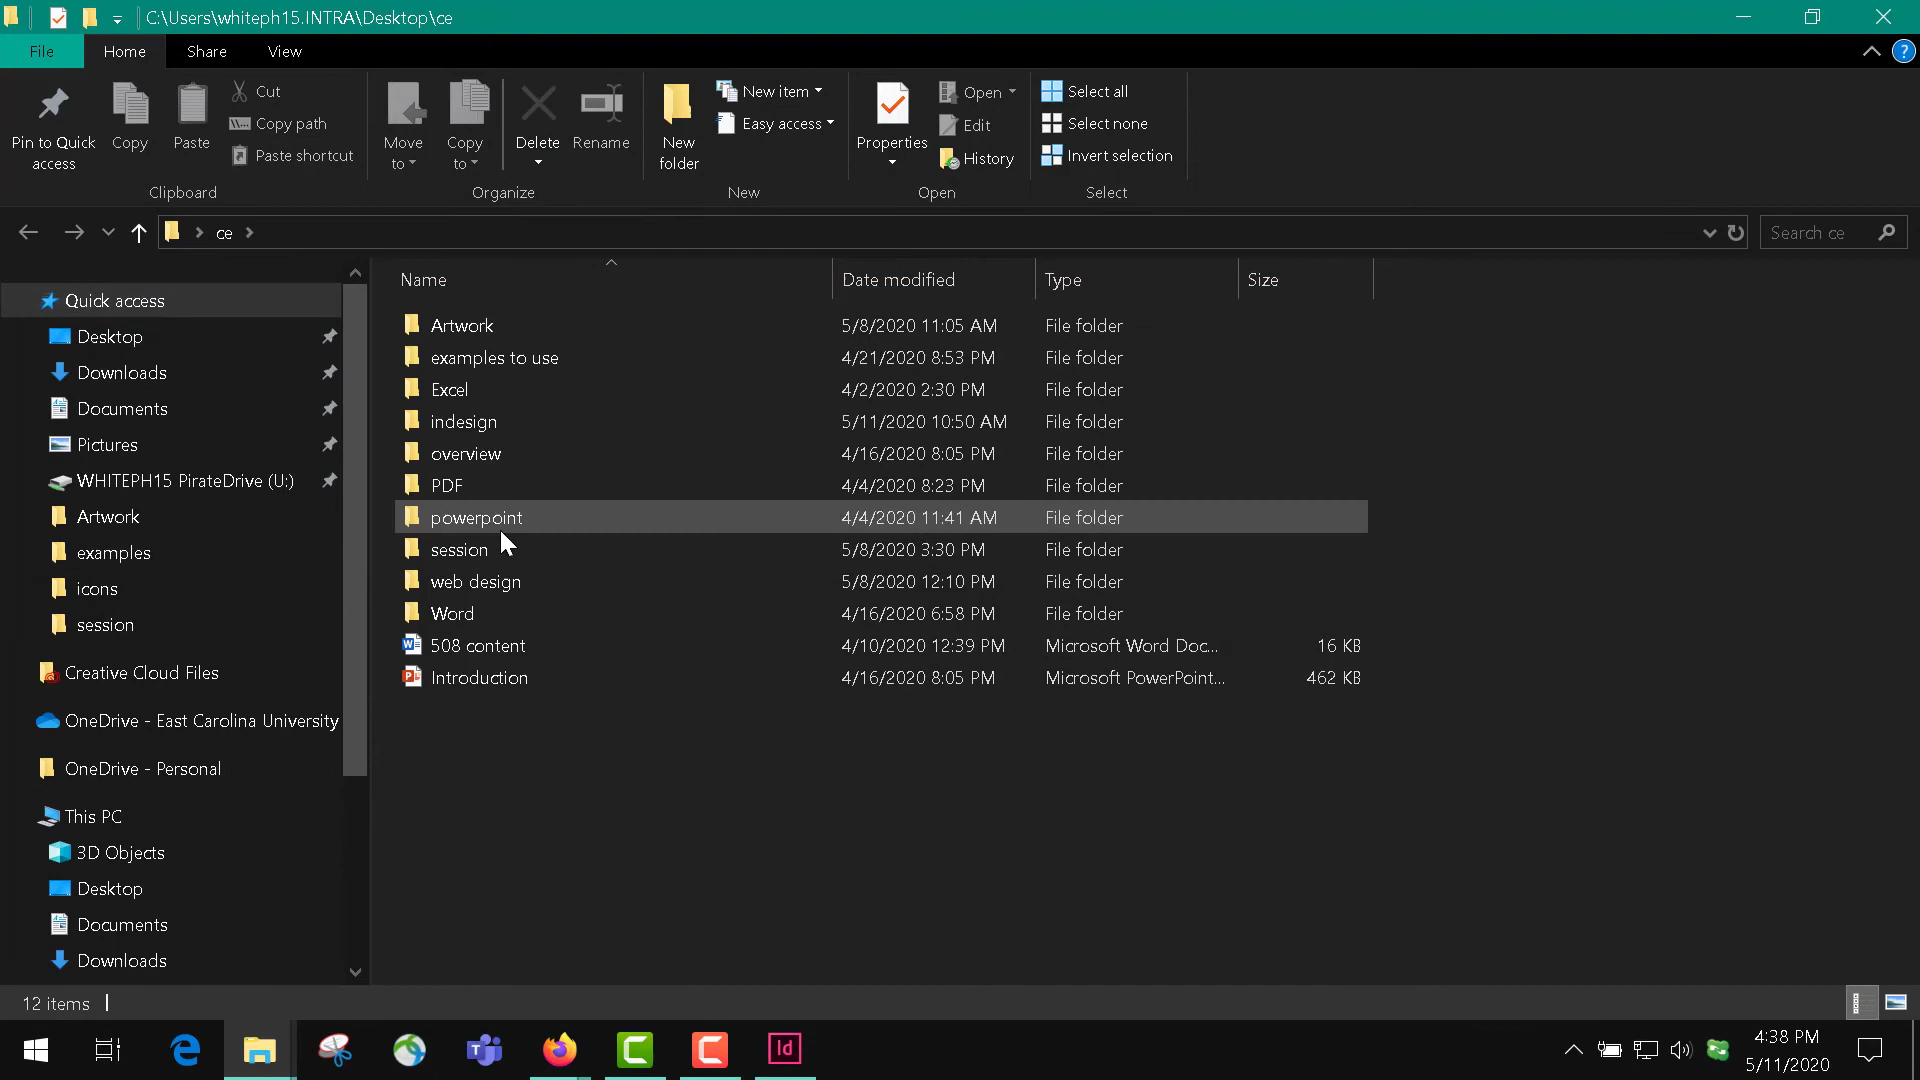 C:\Users\whiteph15.INTRA\Desktop\ce
File
Home
Share
View
Pin to Quick access
Copy
Paste
Cut
Copy path
Paste shortcut
Clipboard
Move to
Copy to
Delete
Rename
Organize
New folder
New item
Easy access
New
Properties
Open
Edit
History
Open
Select all
Select none
Invert selection
Select
ce
Search ce
Quick access
Desktop
Downloads
Documents
Pictures
WHITEPH15 PirateDrive (U:)
Artwork
examples
icons
session
Creative Cloud Files
OneDrive - East Carolina University
OneDrive - Personal
This PC
3D Objects
Desktop
Documents
Downloads
Name Date modified Type Size
Artwork 5/8/2020 11:05 AM File folder
examples to use 4/21/2020 8:53 PM File folder
Excel 4/2/2020 2:30 PM File folder
indesign 5/11/2020 10:50 AM File folder
overview 4/16/2020 8:05 PM File folder
PDF 4/4/2020 8:23 PM File folder
powerpoint 4/4/2020 11:41 AM File folder
session 5/8/2020 3:30 PM File folder
web design 5/8/2020 12:10 PM File folder
Word 4/16/2020 6:58 PM File folder
508 content 4/10/2020 12:39 PM Microsoft Word Doc... 16 KB
Introduction 4/16/2020 8:05 PM Microsoft PowerPoint... 462 KB
12 items
Id
4:38 PM
5/11/2020